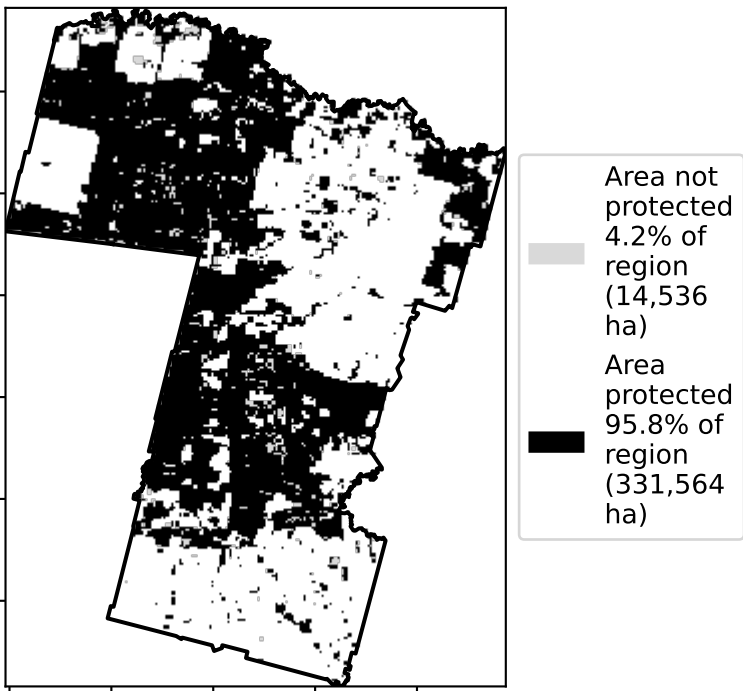 Area not
protected
4.2% of
region
(14,536
ha)
Area
protected
95.8% of
region
(331,564
ha)